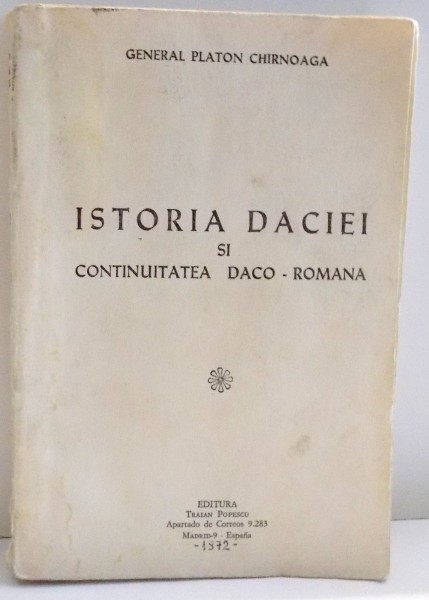 GENERAL PLATON CHIRNOAGA
ISTORIA DACIEI
SI
CONTINUITATEA DACO - ROMANA
EDITURA
TRAIAN POPESCU
Apartado de Correos 9.283
MADRID-9 - España
-1972-